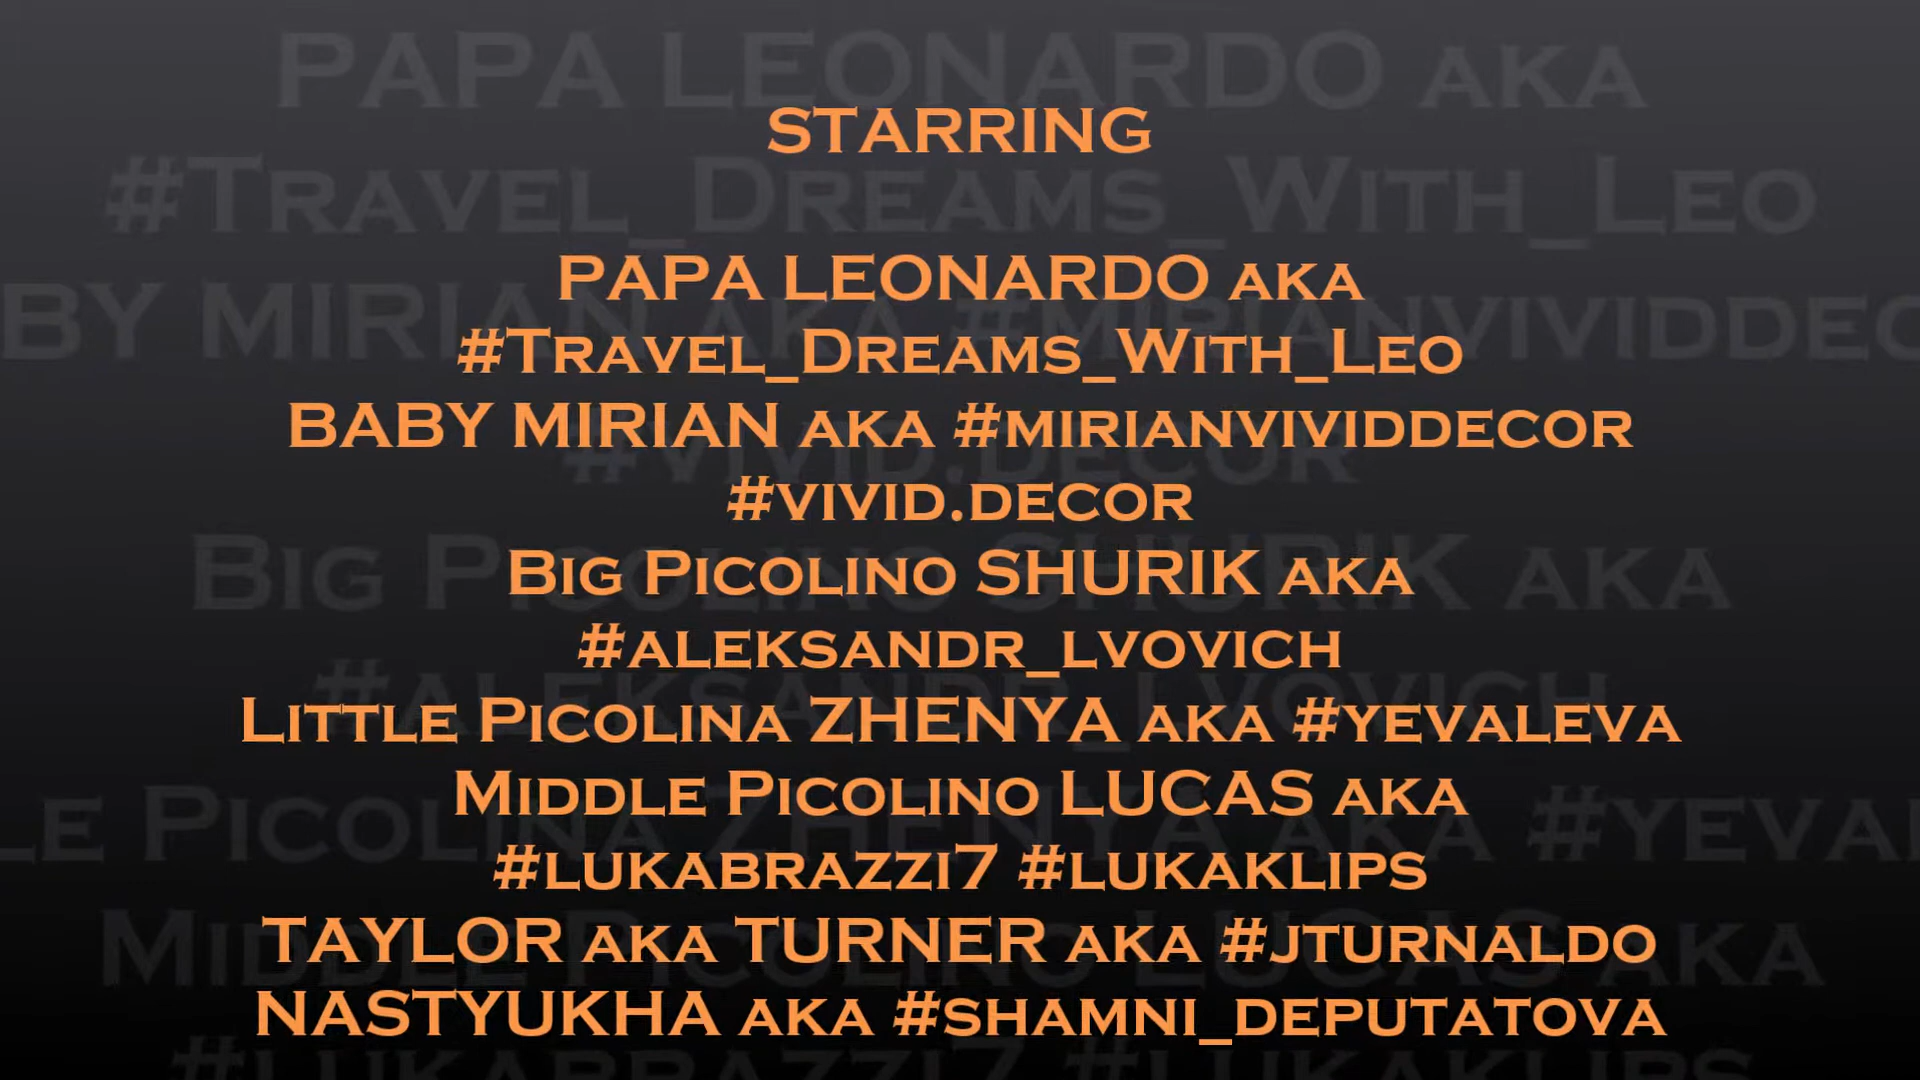 STARRING
PAPA LEONARDO AKA
#TRAVEL_DREAMS_WITH_LEO
BABY MIRIAN AKA #MIRIANVIVIDDECOR
#VIVID.DECOR
BIG PICOLINO SHURIK AKA
#ALEKSANDR_LVOVICH
LITTLE PICOLINA ZHENYA AKA #YEVALEVA
MIDDLE PICOLINO LUCAS AKA
#LUKABRAZZI7 #LUKAKLIPS
TAYLOR AKA TURNER AKA #JTURNALDO
NASTYUKHA AKA #SHAMNI_DEPUTATOVA